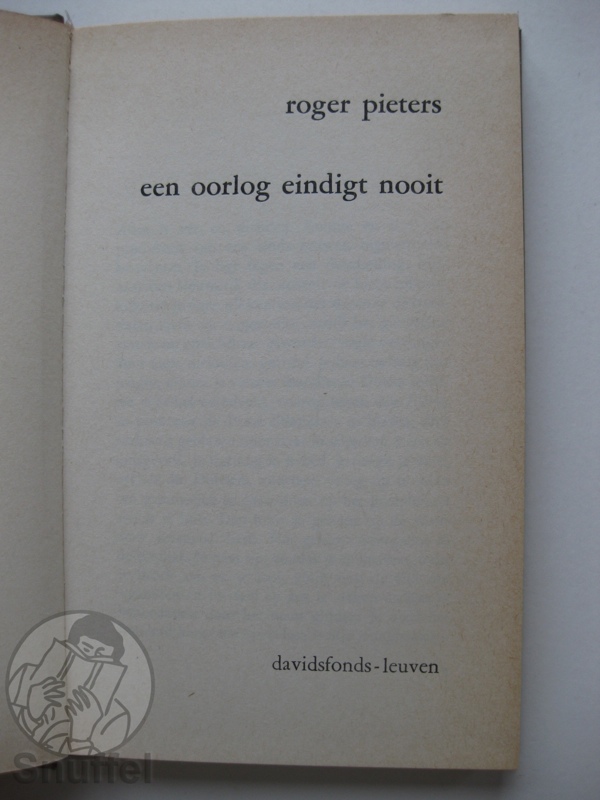 roger pieters
een oorlog eindigt nooit
davidsfonds-leuven
Snuffel